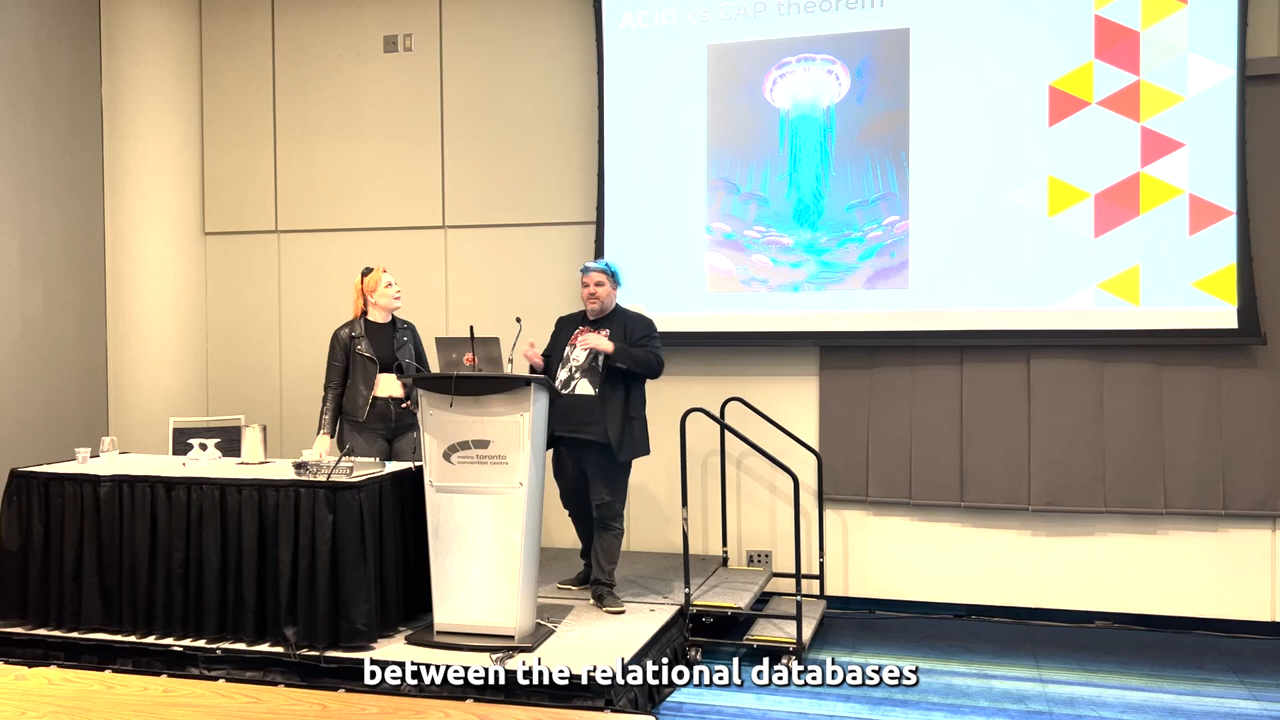 ACID vs CAP theorem
metro toronto
convention centre
between the relational databases